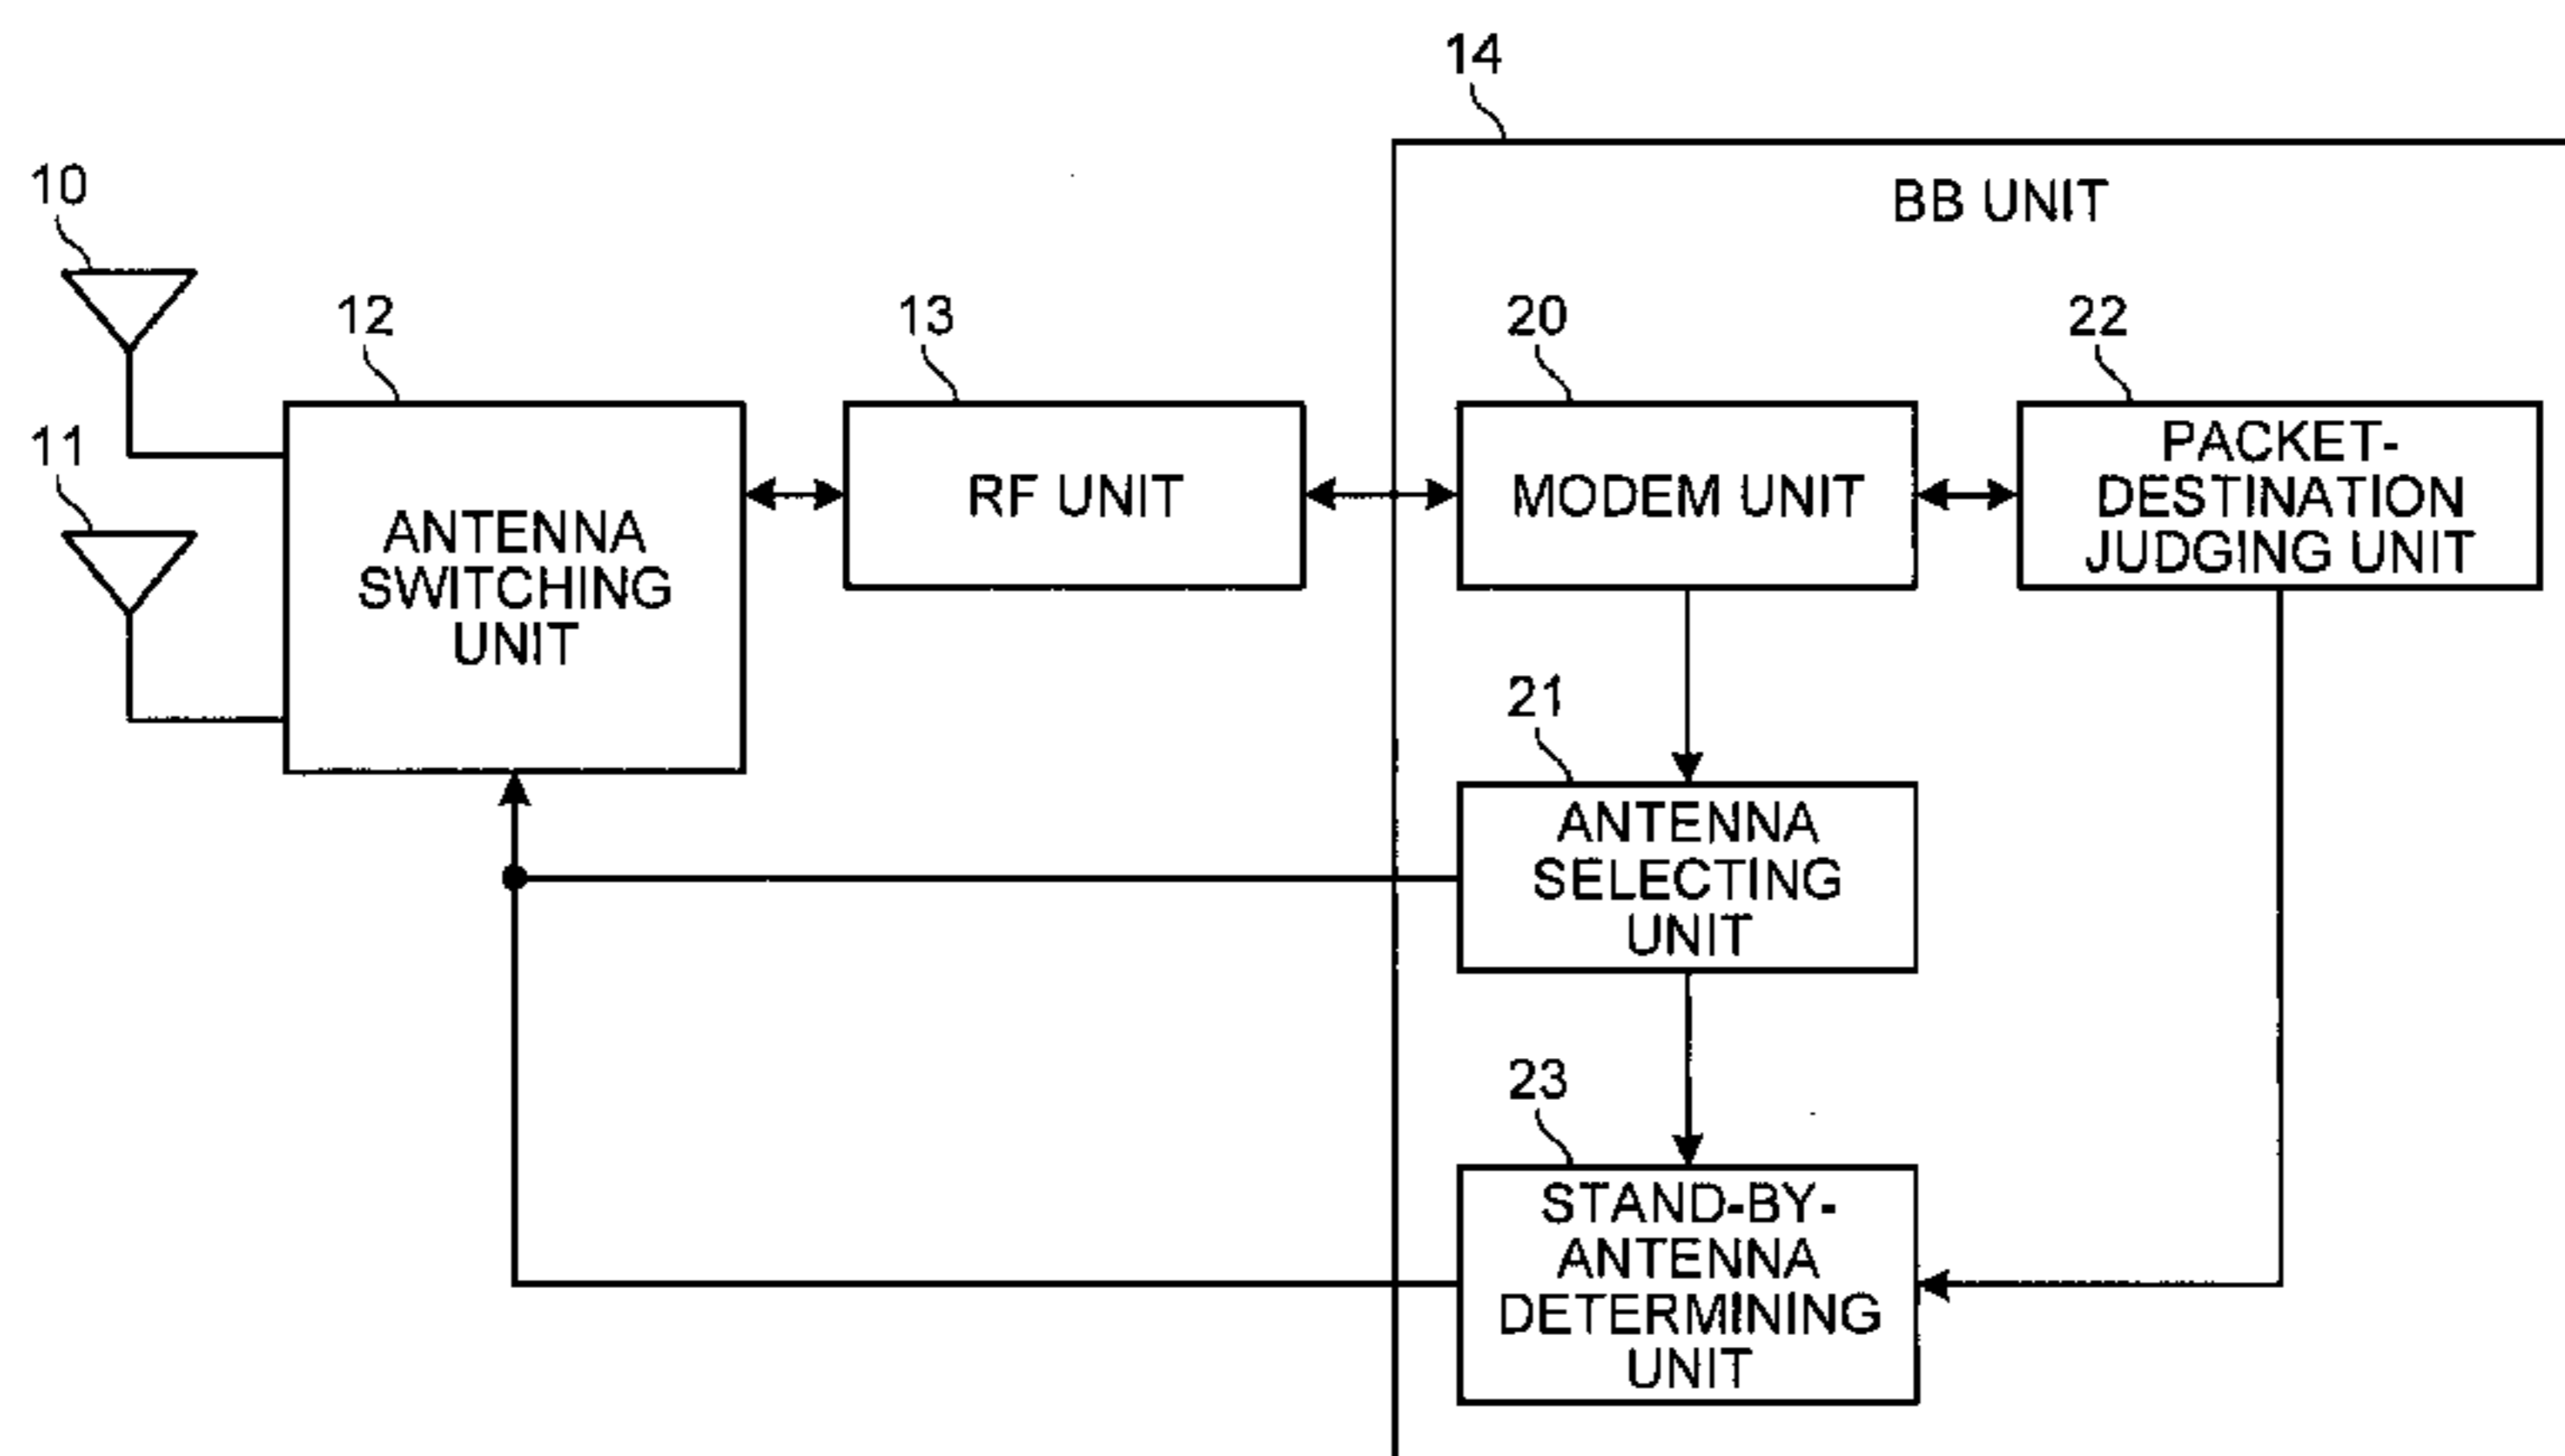 14
BB UNIT
10
12
13
20
22
11
ANTENNA
SWITCHING
UNIT
RF UNIT
MODEM UNIT
PACKET-
DESTINATION
JUDGING UNIT
21
ANTENNA
SELECTING
UNIT
23
STAND-BY-
ANTENNA
DETERMINING
UNIT